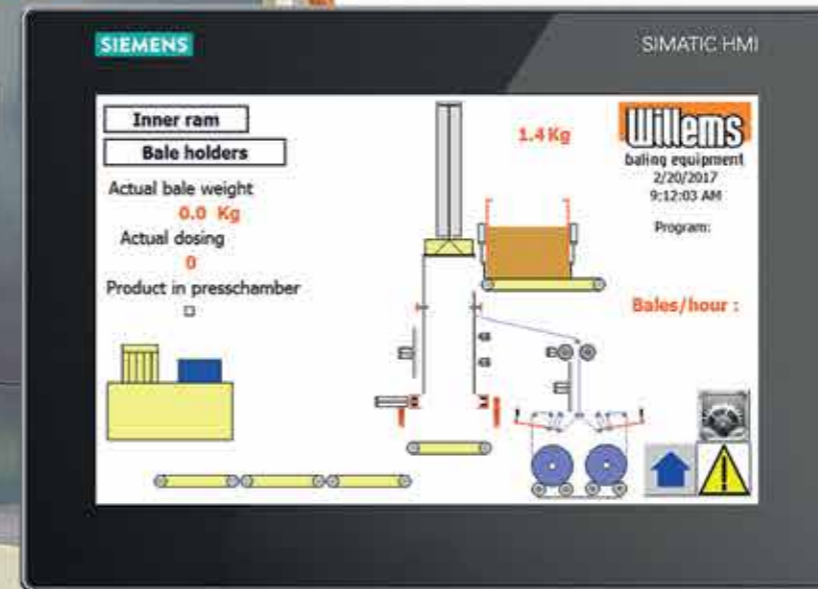 SIEMENS
SIMATIC HMI
Inner ram
Bale holders
Actual bale weight
0.0 Kg
Actual dosing
0
Product in presschamber
1.4 Kg
Willems
baling equipment
2/20/2017
9:12:03 AM
Program:
Bales/hour :